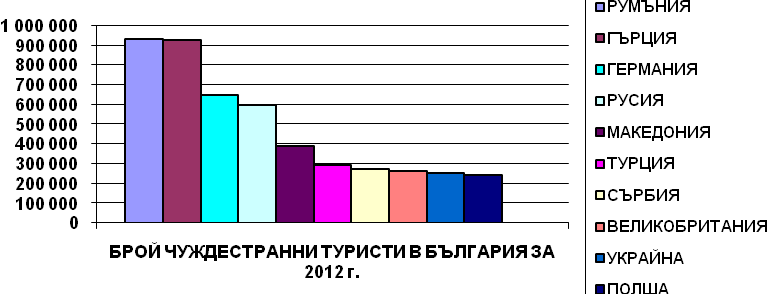 1 000 000
900 000
800 000
700 000
600 000
500 000
400 000
300 000
200 000
100 000
0
БРОЙ ЧУЖДЕСТРАННИ ТУРИСТИ В БЪЛГАРИЯ ЗА
2012 г.
РУМЪНИЯ
ГЪРЦИЯ
ГЕРМАНИЯ
РУСИЯ
МАКЕДОНИЯ
ТУРЦИЯ
СЪРБИЯ
ВЕЛИКОБРИТАНИЯ
УКРАЙНА
ПОЛША